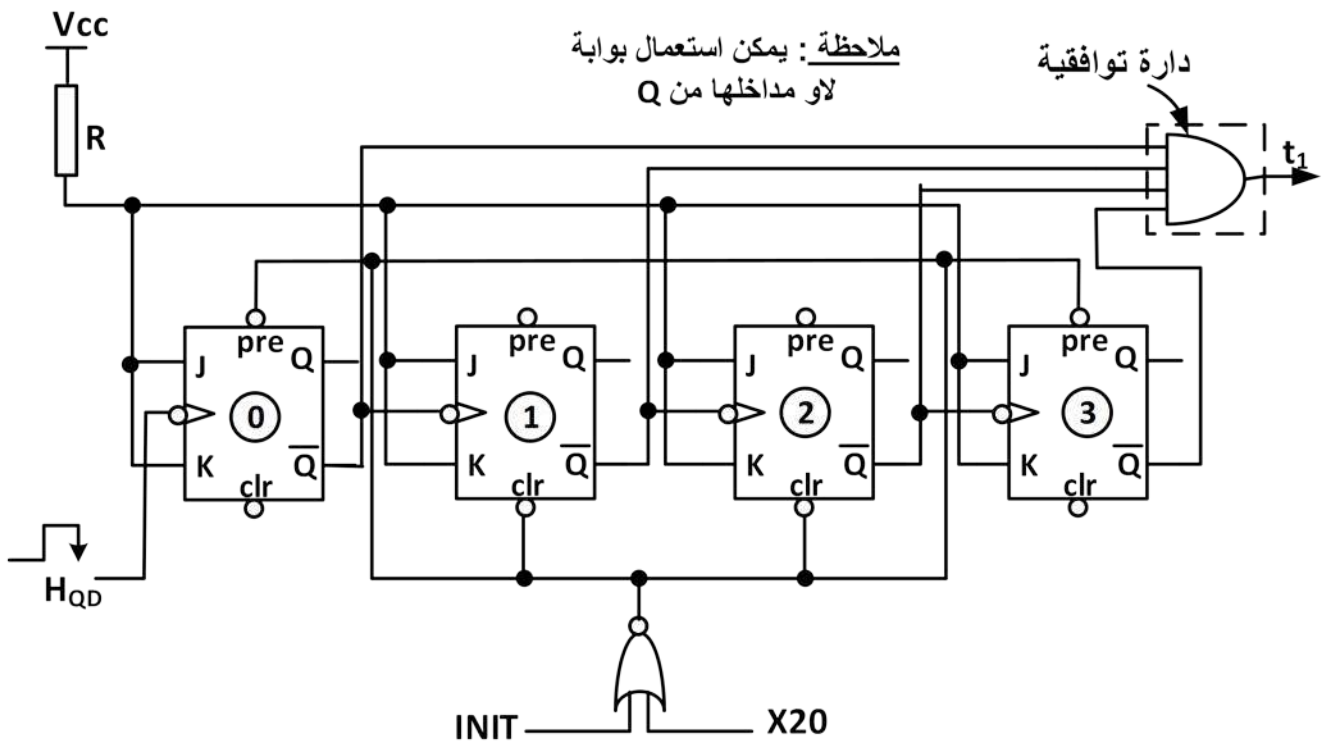 Vcc
ملاحظة : يمكن استعمال بوابة
لاو مداخلها من Q
دارة توافقية
R
t1
pre Q
J
0
K
Q̅
clr
pre Q
J
1
K
Q̅
clr
pre Q
J
2
K
Q̅
clr
pre Q
J
3
K
Q̅
clr
HQD
INIT
X20